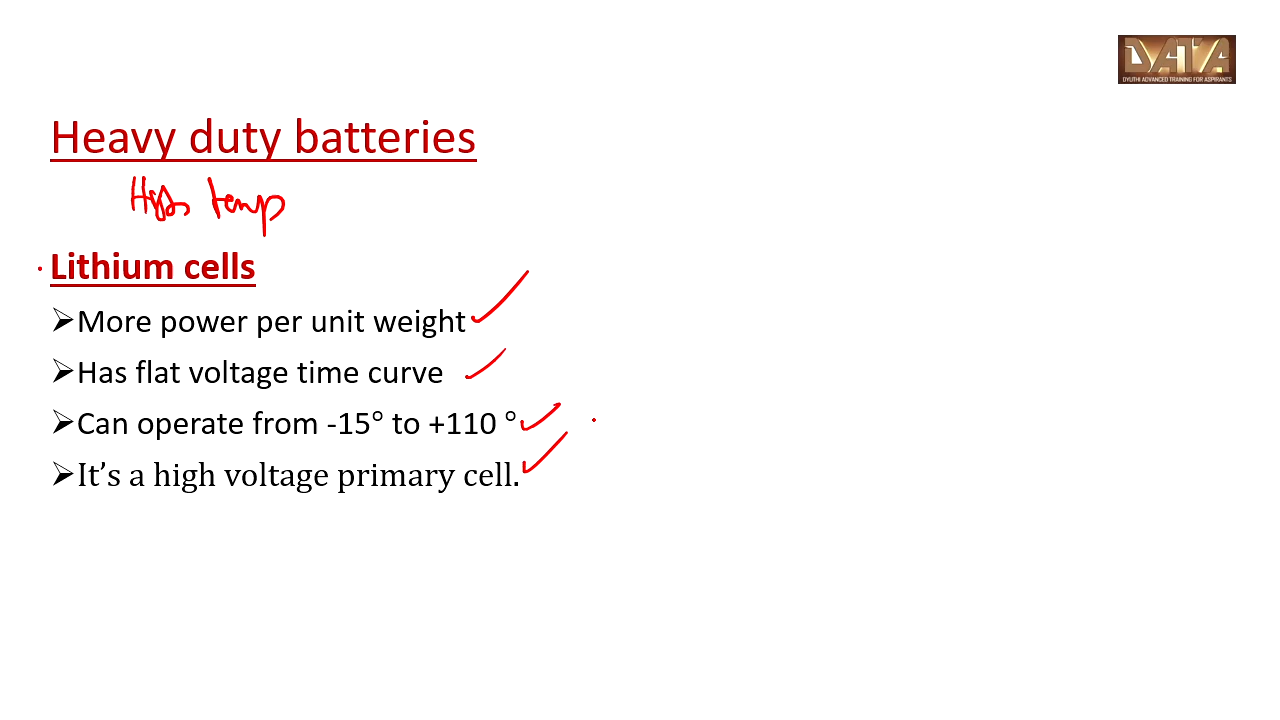 DATA
DYUTHI ADVANCED TRAINING FOR ASPIRANTS
Heavy duty batteries
temp
Lithium cells
➢More power per unit weight
➢Has flat voltage time curve
➢Can operate from -15° to +110 °
➢It’s a high voltage primary cell.